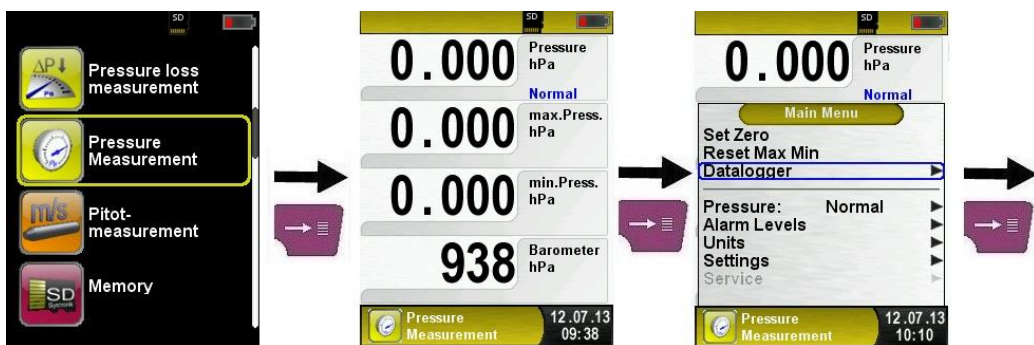 SD
ΔP↓
Pa
Pressure loss
measurement
Pressure
Measurement
m/s
Pitot-
measurement
SD
Systronik
Memory
SD
0.000
Pressure
hPa
Normal
0.000
max.Press.
hPa
0.000
min.Press.
hPa
938
Barometer
hPa
Pressure
Measurement
12.07.13
09:38
SD
0.000
Pressure
hPa
Normal
Main Menu
Set Zero
Reset Max Min
Datalogger
Pressure: Normal
Alarm Levels
Units
Settings
Service
Pressure
Measurement
12.07.13
10:10